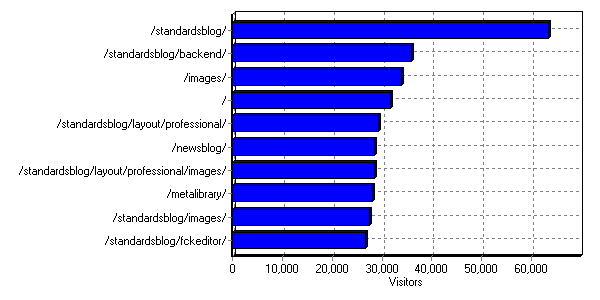 /standardsblog/
/standardsblog/backend/
/images/
/
/standardsblog/layout/professional/
/newsblog/
/standardsblog/layout/professional/images/
/metalibrary/
/standardsblog/images/
/standardsblog/fckeditor/
0 10,000 20,000 30,000 40,000 50,000 60,000
Visitors